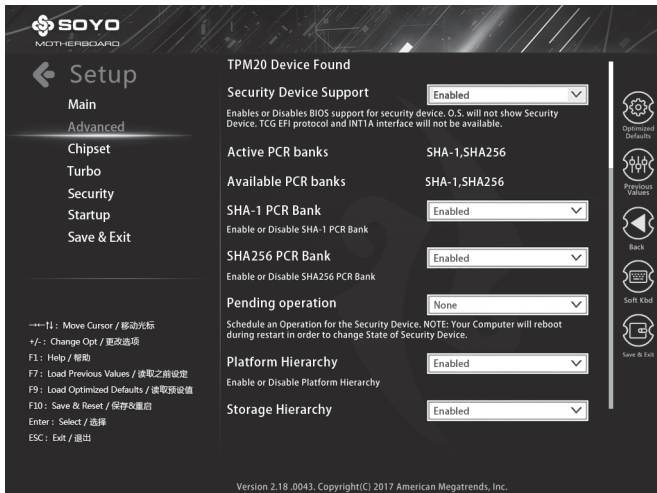 SOYO
MOTHERBOARD
Setup
Main
Advanced
Chipset
Turbo
Security
Startup
Save & Exit
→←↑↓ : Move Cursor / 移动光标
+/- : Change Opt / 更改选项
F1 : Help / 帮助
F7 : Load Previous Values / 读取之前设定
F9 : Load Optimized Defaults / 读取预设值
F10 : Save & Reset / 保存&重启
Enter : Select / 选择
ESC : Exit / 退出
TPM20 Device Found
Security Device Support Enabled
Enables or Disables BIOS support for security device. O.S. will not show Security
Device. TCG EFI protocol and INT1A interface will not be available.
Active PCR banks SHA-1,SHA256
Available PCR banks SHA-1,SHA256
SHA-1 PCR Bank Enabled
Enable or Disable SHA-1 PCR Bank
SHA256 PCR Bank Enabled
Enable or Disable SHA256 PCR Bank
Pending operation None
Schedule an Operation for the Security Device. NOTE: Your Computer will reboot
during restart in order to change State of Security Device.
Platform Hierarchy Enabled
Enable or Disable Platform Hierarchy
Storage Hierarchy Enabled
Optimized
Defaults
Previous
Values
Back
Soft Kbd
Save & Exit
Version 2.18 .0043. Copyright(C) 2017 American Megatrends, Inc.